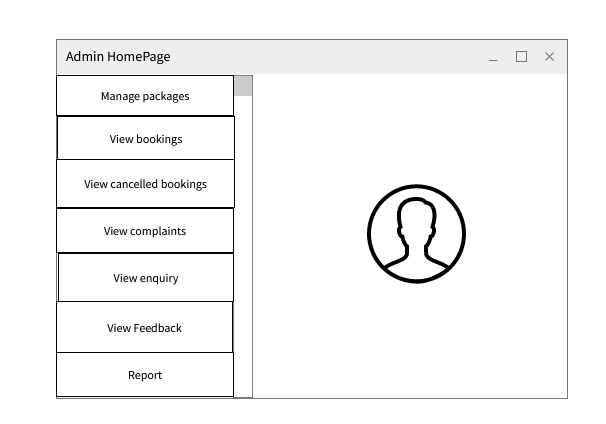 Admin HomePage
Manage packages
View bookings
View cancelled bookings
View complaints
View enquiry
View Feedback
Report